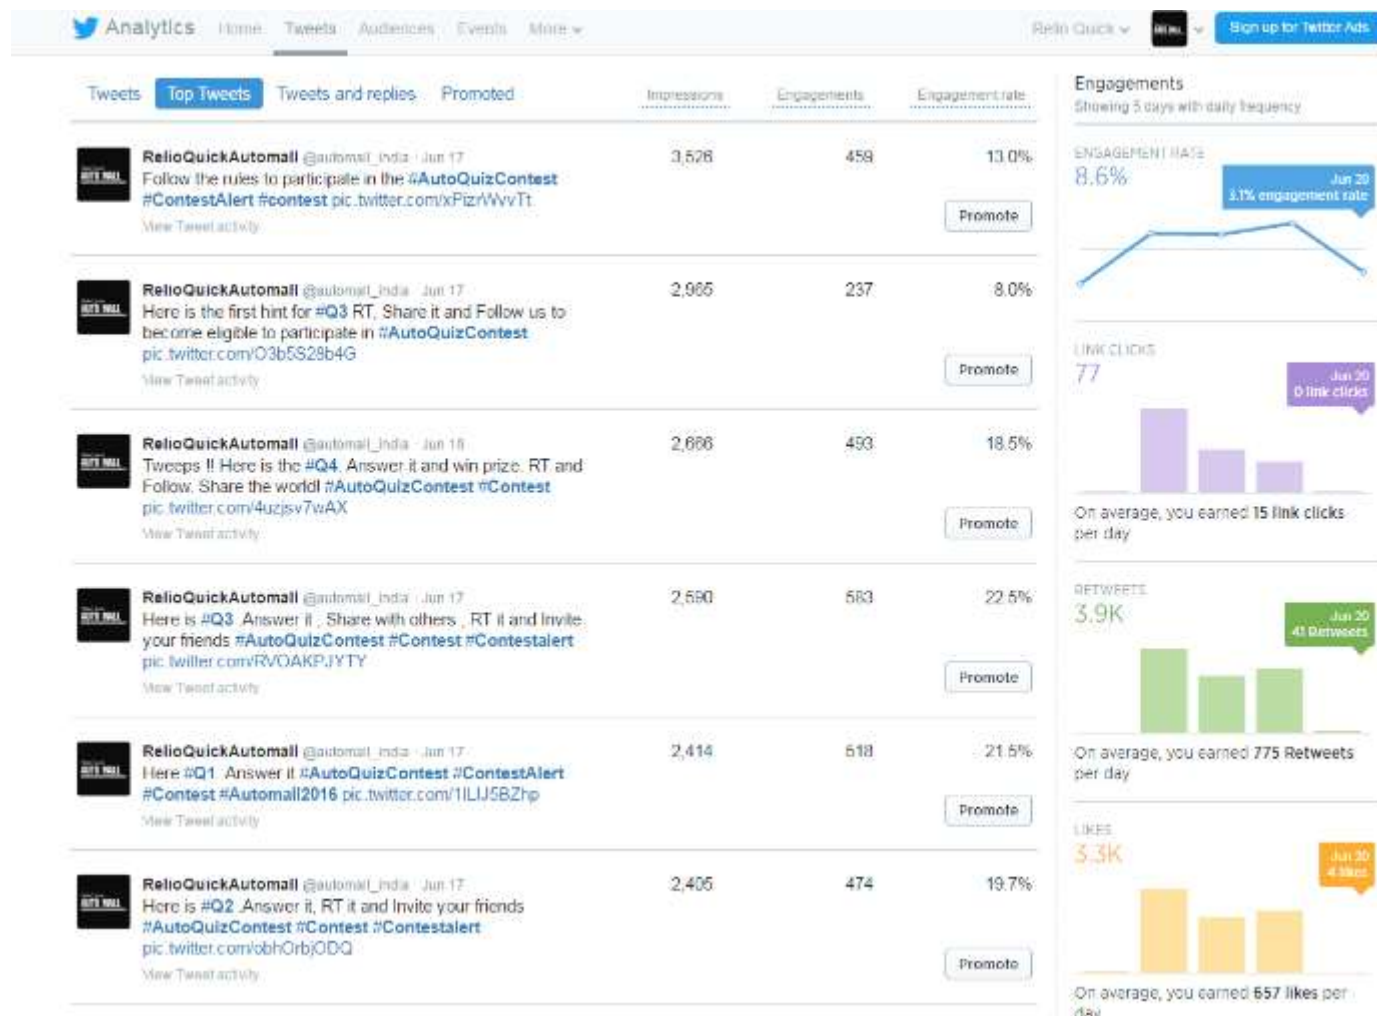 Analytics Home Tweets Audiences Events More
Relio Quick Sign up for Twitter Ads
Tweets Top Tweets Tweets and replies Promoted Impressions Engagements Engagement rate
RelioQuickAutomall @automall_india · Jun 17 3,526 459 13.0%
Follow the rules to participate in the #AutoQuizContest
#ContestAlert #contest pic.twitter.com/xPizrWvvTt
View Tweet activity
Promote
RelioQuickAutomall @automall_india · Jun 17 2,965 237 8.0%
Here is the first hint for #Q3 RT, Share it and Follow us to
become eligible to participate in #AutoQuizContest
pic.twitter.com/O3b5S28b4G
View Tweet activity
Promote
RelioQuickAutomall @automall_india · Jun 18 2,666 493 18.5%
Tweeps !! Here is the #Q4. Answer it and win prize. RT and
Follow. Share the world! #AutoQuizContest #Contest
pic.twitter.com/4uzjsv7wAX
View Tweet activity
Promote
RelioQuickAutomall @automall_india · Jun 17 2,590 583 22.5%
Here is #Q3 .Answer it , Share with others , RT it and Invite
your friends #AutoQuizContest #Contest #Contestalert
pic.twitter.com/RVOAKPJYTY
View Tweet activity
Promote
RelioQuickAutomall @automall_india · Jun 17 2,414 518 21.5%
Here #Q1 .Answer it #AutoQuizContest #ContestAlert
#Contest #Automall2016 pic.twitter.com/1ILIJ5BZhp
View Tweet activity
Promote
RelioQuickAutomall @automall_india · Jun 17 2,405 474 19.7%
Here is #Q2 .Answer it, RT it and Invite your friends
#AutoQuizContest #Contest #Contestalert
pic.twitter.com/obhOrbjODQ
View Tweet activity
Promote
Engagements
Showing 5 days with daily frequency
ENGAGEMENT RATE
8.6%
Jun 20
3.1% engagement rate
LINK CLICKS
77
Jun 20
0 link clicks
On average, you earned 15 link clicks
per day
RETWEETS
3.9K
Jun 20
41 Retweets
On average, you earned 775 Retweets
per day
LIKES
3.3K
Jun 20
4 likes
On average, you earned 657 likes per
day